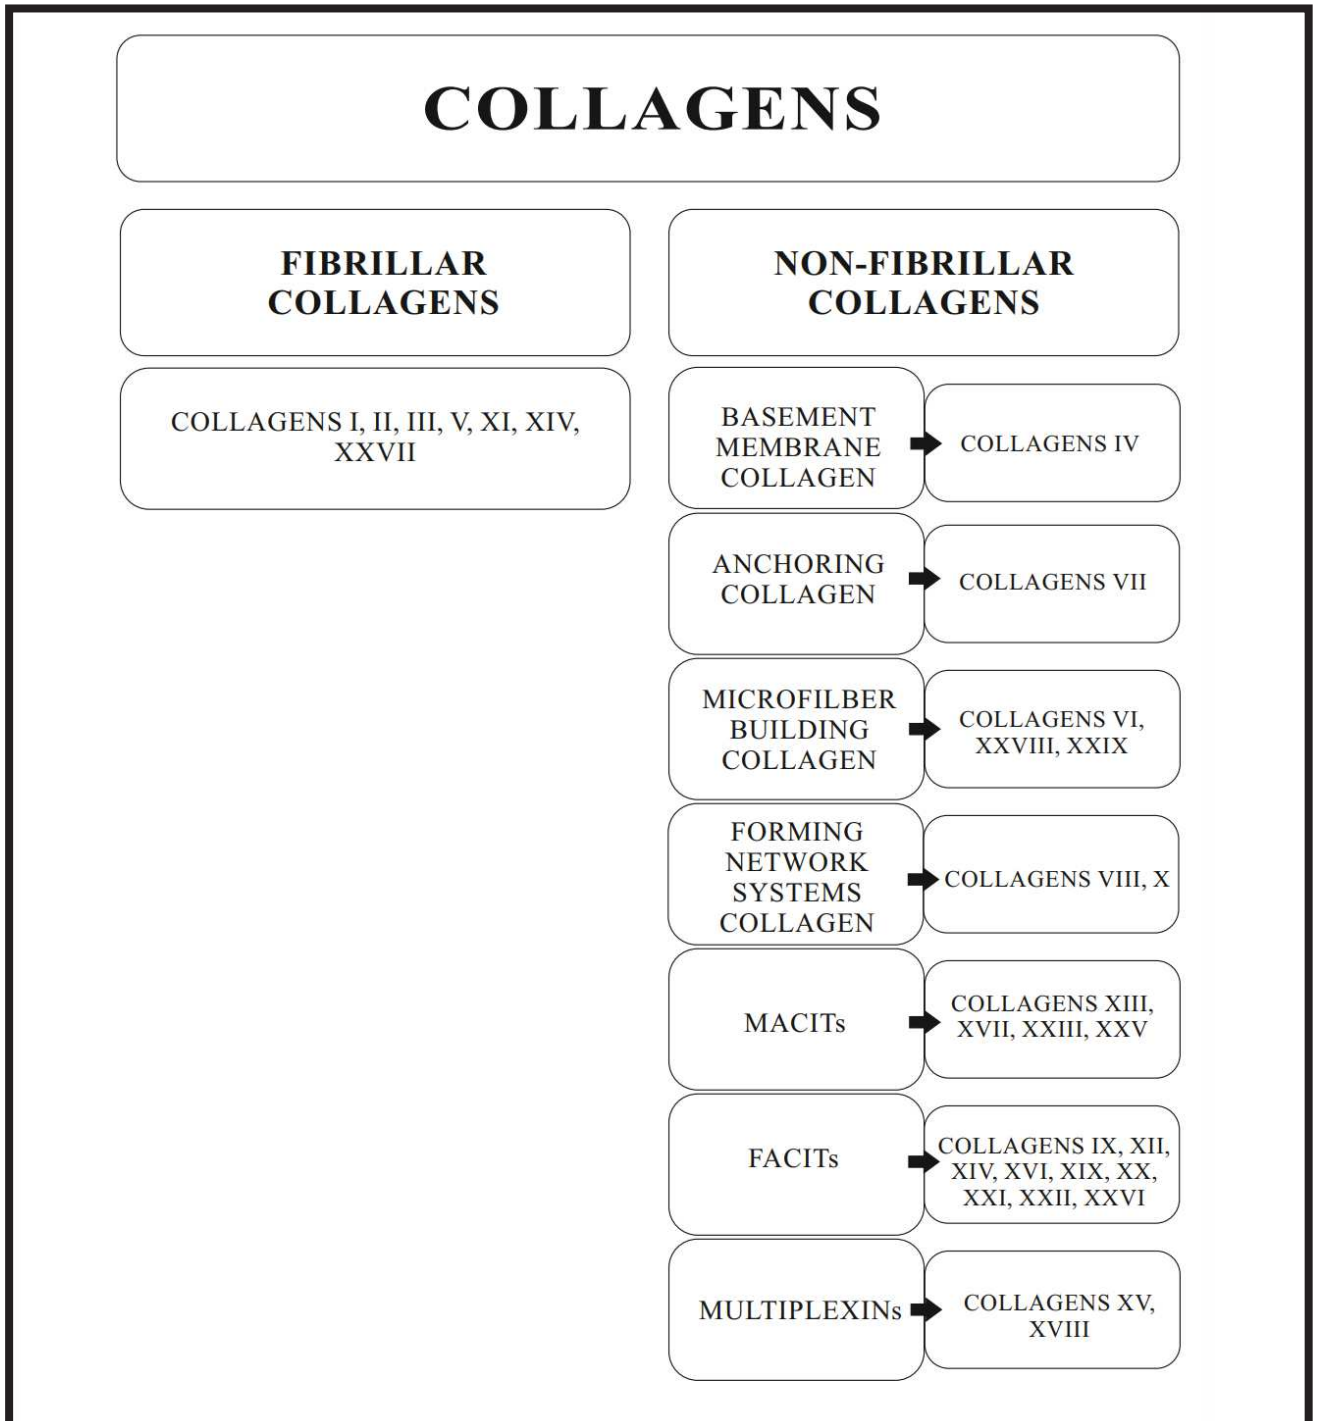 COLLAGENS
FIBRILLAR
COLLAGENS
COLLAGENS I, II, III, V, XI, XIV,
XXVII
NON-FIBRILLAR
COLLAGENS
BASEMENT
MEMBRANE
COLLAGEN
COLLAGENS IV
ANCHORING
COLLAGEN
COLLAGENS VII
MICROFILBER
BUILDING
COLLAGEN
COLLAGENS VI,
XXVIII, XXIX
FORMING
NETWORK
SYSTEMS
COLLAGEN
COLLAGENS VIII, X
MACITs
COLLAGENS XIII,
XVII, XXIII, XXV
FACITs
COLLAGENS IX, XII,
XIV, XVI, XIX, XX,
XXI, XXII, XXVI
MULTIPLEXINs
COLLAGENS XV,
XVIII